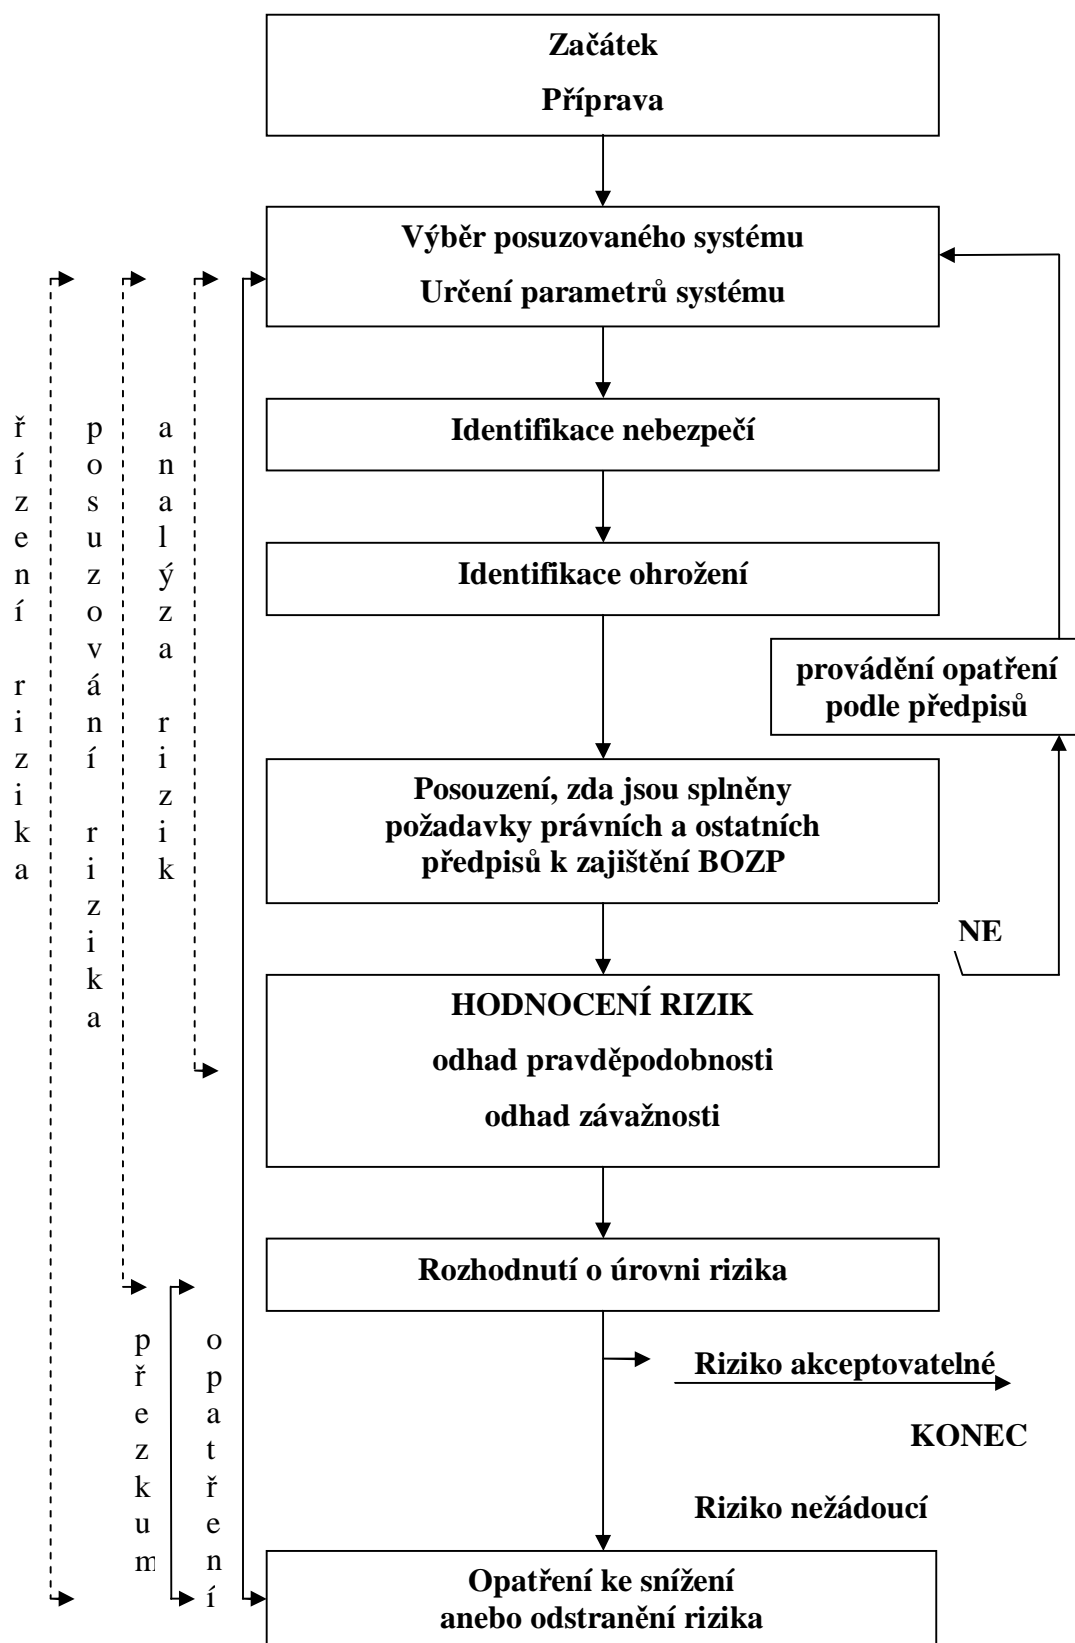 Začátek
Příprava
Výběr posuzovaného systému
Určení parametrů systému
Identifikace nebezpečí
Identifikace ohrožení
provádění opatření
podle předpisů
Posouzení, zda jsou splněny
požadavky právních a ostatních
předpisů k zajištění BOZP
NE
HODNOCENÍ RIZIK
odhad pravděpodobnosti
odhad závažnosti
Rozhodnutí o úrovni rizika
Riziko akceptovatelné
KONEC
Riziko nežádoucí
Opatření ke snížení
anebo odstranění rizika
řízení rizika
posuzování rizika
analýza rizik
přezkum
opatření